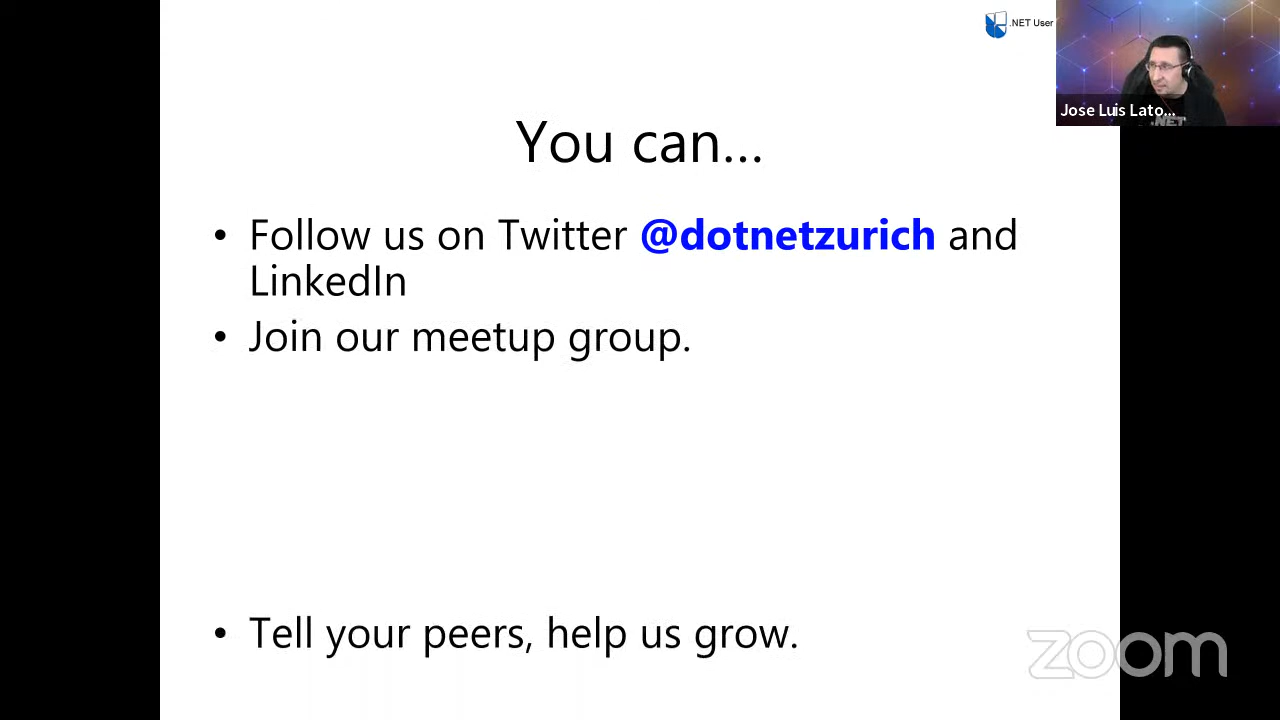 .NET User
Jose Luis Lato...
.NET
You can...
• Follow us on Twitter @dotnetzurich and
LinkedIn
• Join our meetup group.
• Tell your peers, help us grow.
zoom